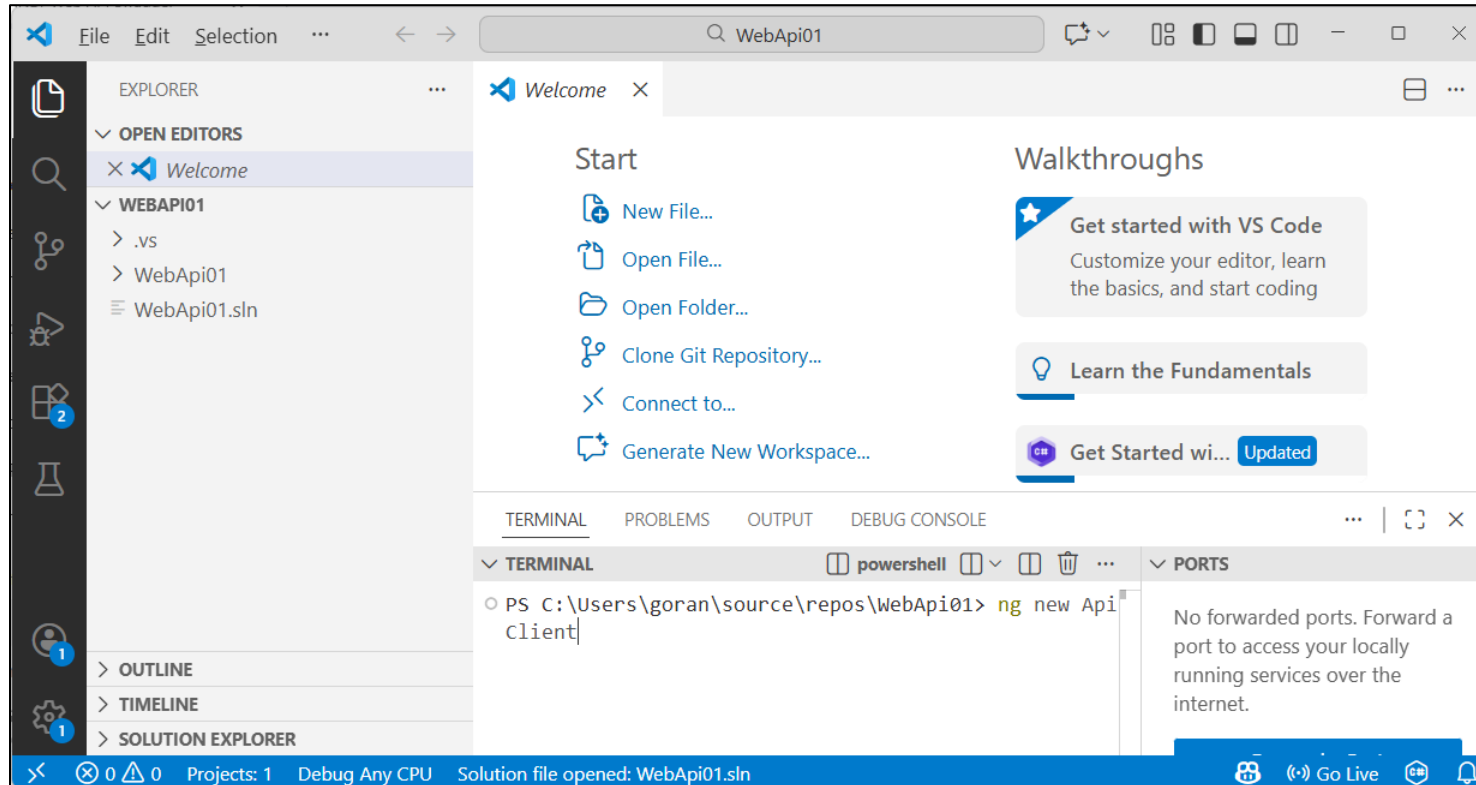 File Edit Selection ··· WebApi01
EXPLORER ···
OPEN EDITORS
Welcome
WEBAPI01
.vs
WebApi01
WebApi01.sln
OUTLINE
TIMELINE
SOLUTION EXPLORER
2
1
1
Welcome ···
Start
New File...
Open File...
Open Folder...
Clone Git Repository...
Connect to...
Generate New Workspace...
Walkthroughs
Get started with VS Code
Customize your editor, learn
the basics, and start coding
Learn the Fundamentals
C#
Get Started wi... Updated
TERMINAL PROBLEMS OUTPUT DEBUG CONSOLE ···
TERMINAL powershell ···
PS C:\Users\goran\source\repos\WebApi01> ng new Api
Client
PORTS
No forwarded ports. Forward a
port to access your locally
running services over the
internet.
0 0 Projects: 1 Debug Any CPU Solution file opened: WebApi01.sln Go Live C#